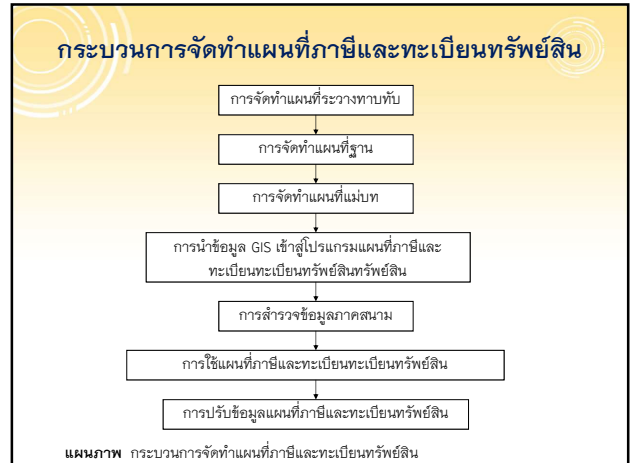 กระบวนการจัดทำแผนที่ภาษีและทะเบียนทรัพย์สิน
การจัดทำแผนที่ระวางทาบทับ
การจัดทำแผนที่ฐาน
การจัดทำแผนที่แม่บท
การนำข้อมูล GIS เข้าสู่โปรแกรมแผนที่ภาษีและ
ทะเบียนทะเบียนทรัพย์สินทรัพย์สิน
การสำรวจข้อมูลภาคสนาม
การใช้แผนที่ภาษีและทะเบียนทะเบียนทรัพย์สิน
การปรับข้อมูลแผนที่ภาษีและทะเบียนทรัพย์สิน
แผนภาพ กระบวนการจัดทำแผนที่ภาษีและทะเบียนทรัพย์สิน